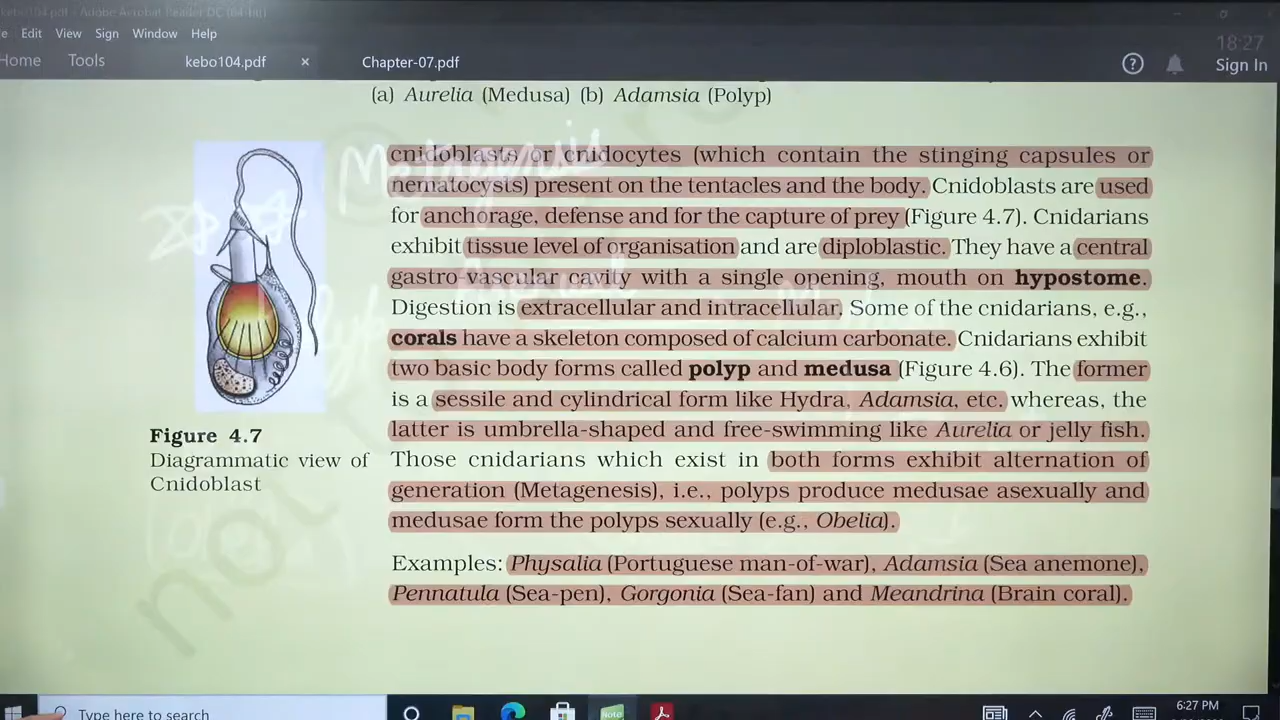 kebo104.pdf - Adobe Acrobat Reader DC (64-bit)
Edit View Sign Window Help
18:27
Home Tools kebo104.pdf × Chapter-07.pdf Sign In
(a) Aurelia (Medusa) (b) Adamsia (Polyp)
Metagensis
cnidoblasts or cnidocytes (which contain the stinging capsules or
nematocysts) present on the tentacles and the body. Cnidoblasts are used
for anchorage, defense and for the capture of prey (Figure 4.7). Cnidarians
exhibit tissue level of organisation and are diploblastic. They have a central
gastro-vascular cavity with a single opening, mouth on hypostome.
Digestion is extracellular and intracellular. Some of the cnidarians, e.g.,
corals have a skeleton composed of calcium carbonate. Cnidarians exhibit
two basic body forms called polyp and medusa (Figure 4.6). The former
is a sessile and cylindrical form like Hydra, Adamsia, etc. whereas, the
latter is umbrella-shaped and free-swimming like Aurelia or jelly fish.
Those cnidarians which exist in both forms exhibit alternation of
generation (Metagenesis), i.e., polyps produce medusae asexually and
medusae form the polyps sexually (e.g., Obelia).
Examples: Physalia (Portuguese man-of-war), Adamsia (Sea anemone),
Pennatula (Sea-pen), Gorgonia (Sea-fan) and Meandrina (Brain coral).
Figure 4.7
Diagrammatic view of
Cnidoblast
not
Type here to search
Note
6:27 PM